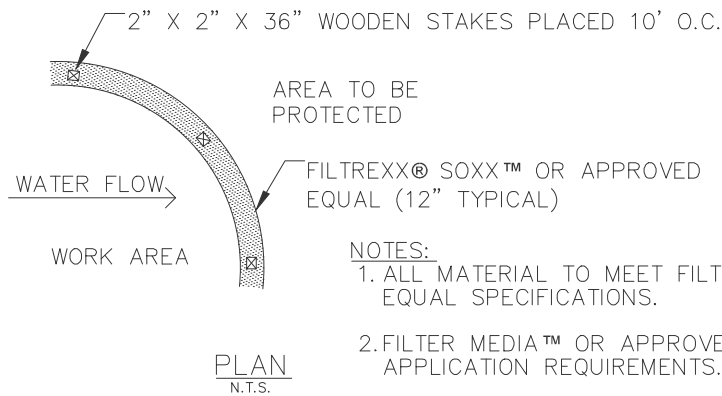 2” X 2” X 36” WOODEN STAKES PLACED 10’ O.C.
AREA TO BE
PROTECTED
FILTREXX® SOXX™ OR APPROVED
EQUAL (12” TYPICAL)
WATER FLOW
WORK AREA
NOTES:
1. ALL MATERIAL TO MEET FILT
EQUAL SPECIFICATIONS.
2. FILTER MEDIA™ OR APPROVE
APPLICATION REQUIREMENTS.
PLAN
N.T.S.